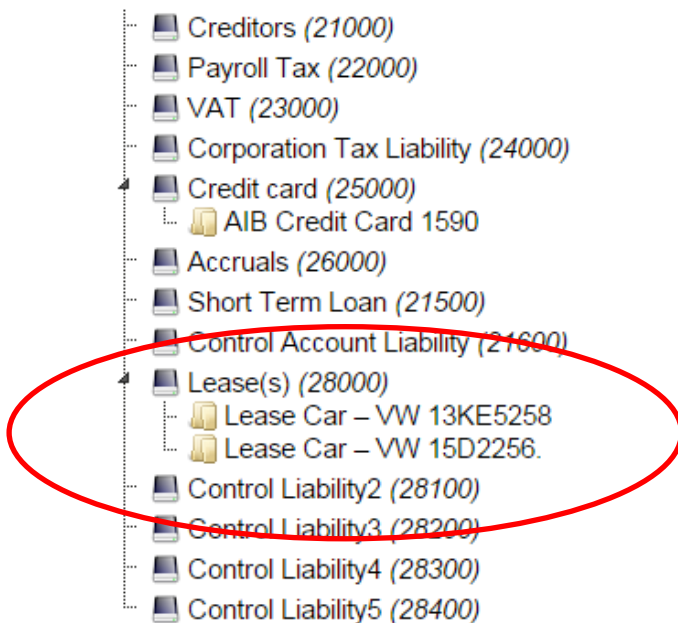 Creditors (21000)
Payroll Tax (22000)
VAT (23000)
Corporation Tax Liability (24000)
Credit card (25000)
AIB Credit Card 1590
Accruals (26000)
Short Term Loan (21500)
Control Account Liability (21600)
Lease(s) (28000)
Lease Car – VW 13KE5258
Lease Car – VW 15D2256.
Control Liability2 (28100)
Control Liability3 (28200)
Control Liability4 (28300)
Control Liability5 (28400)